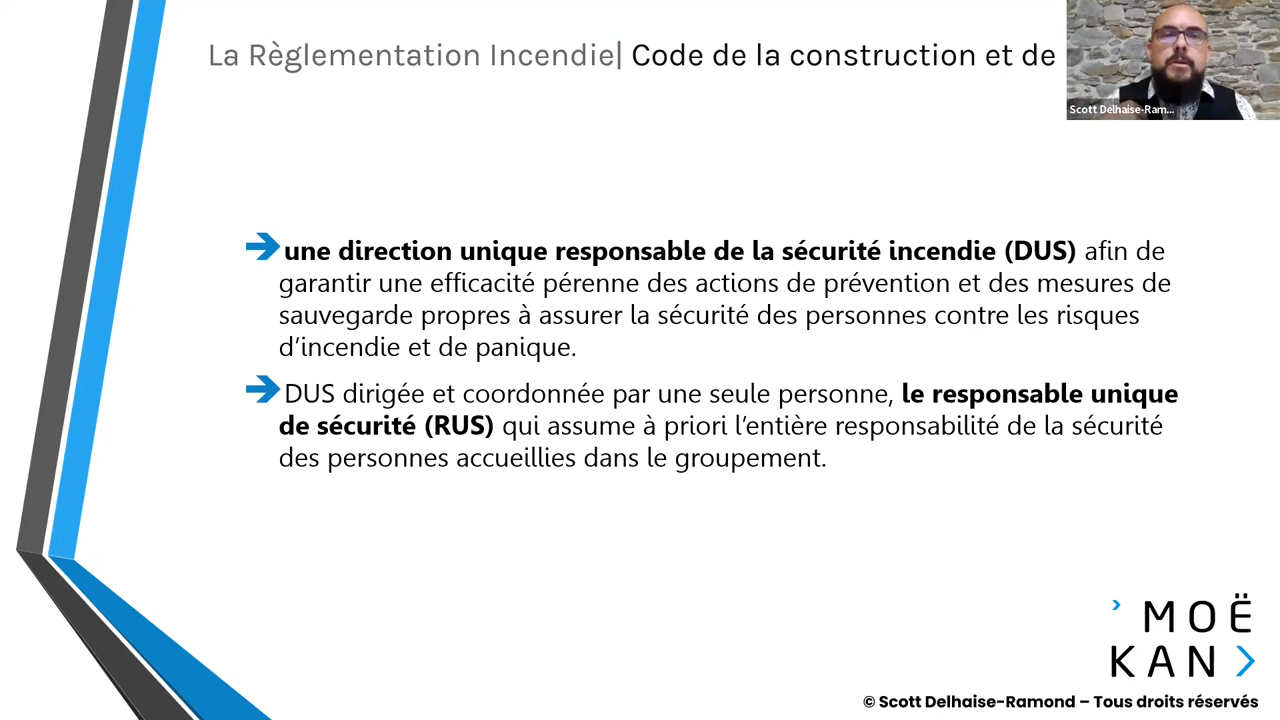 La Règlementation Incendie| Code de la construction et de
Scott Delhaise-Ram...
une direction unique responsable de la sécurité incendie (DUS) afin de
garantir une efficacité pérenne des actions de prévention et des mesures de
sauvegarde propres à assurer la sécurité des personnes contre les risques
d’incendie et de panique.
DUS dirigée et coordonnée par une seule personne, le responsable unique
de sécurité (RUS) qui assume à priori l’entière responsabilité de la sécurité
des personnes accueillies dans le groupement.
MOË
KAN
© Scott Delhaise-Ramond – Tous droits réservés